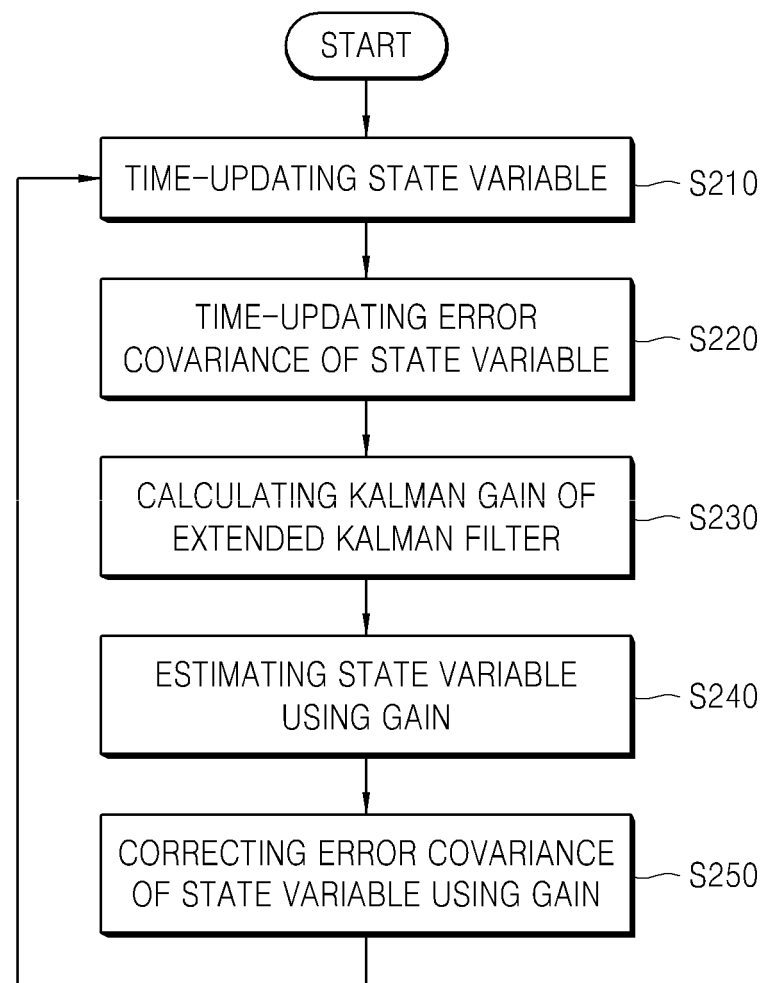 START
TIME-UPDATING STATE VARIABLE
S210
TIME-UPDATING ERROR
COVARIANCE OF STATE VARIABLE
S220
CALCULATING KALMAN GAIN OF
EXTENDED KALMAN FILTER
S230
ESTIMATING STATE VARIABLE
USING GAIN
S240
CORRECTING ERROR COVARIANCE
OF STATE VARIABLE USING GAIN
S250